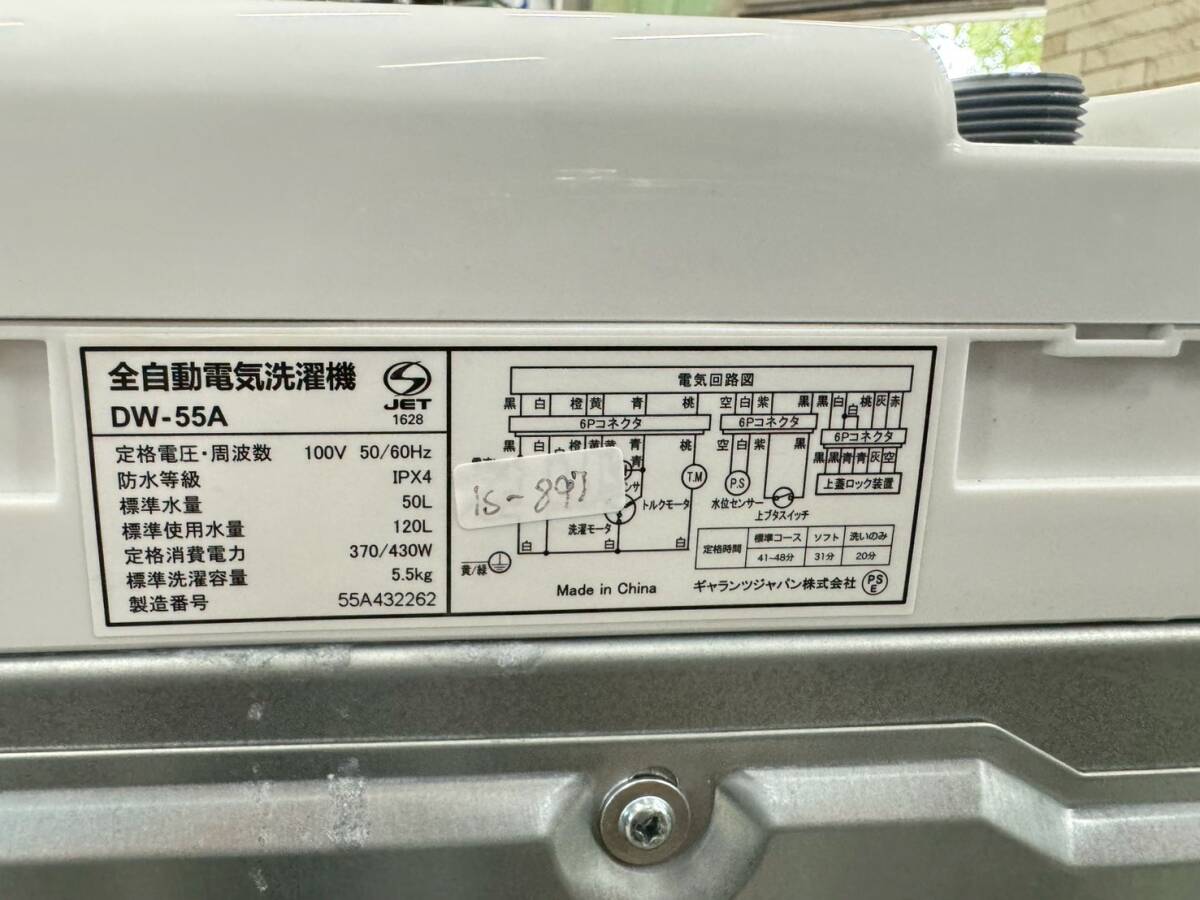 全自動電気洗濯機
DW-55A
JET
1628
定格電圧・周波数 100V 50/60Hz
防水等級 IPX4
標準水量 50L
標準使用水量 120L
定格消費電力 370/430W
標準洗濯容量 5.5kg
製造番号 55A432262
電気回路図
黒 白 橙 黄 青 桃 空 白 紫 黒 黒 白 白 桃 灰 赤
6Pコネクタ 6Pコネクタ 6Pコネクタ
黒 白 橙 黄 黄 青 桃 空 白 紫 黒
黒 黒 青 青 灰 空
青
T.M P.S 上蓋ロック装置
トルクモータ 水位センサー
上ブタスイッチ
洗濯モータ
is-897
白 白 白
黄/緑
定格時間 標準コース ソフト 洗いのみ
41~48分 31分 20分
Made in China ギャランツジャパン株式会社 PS E